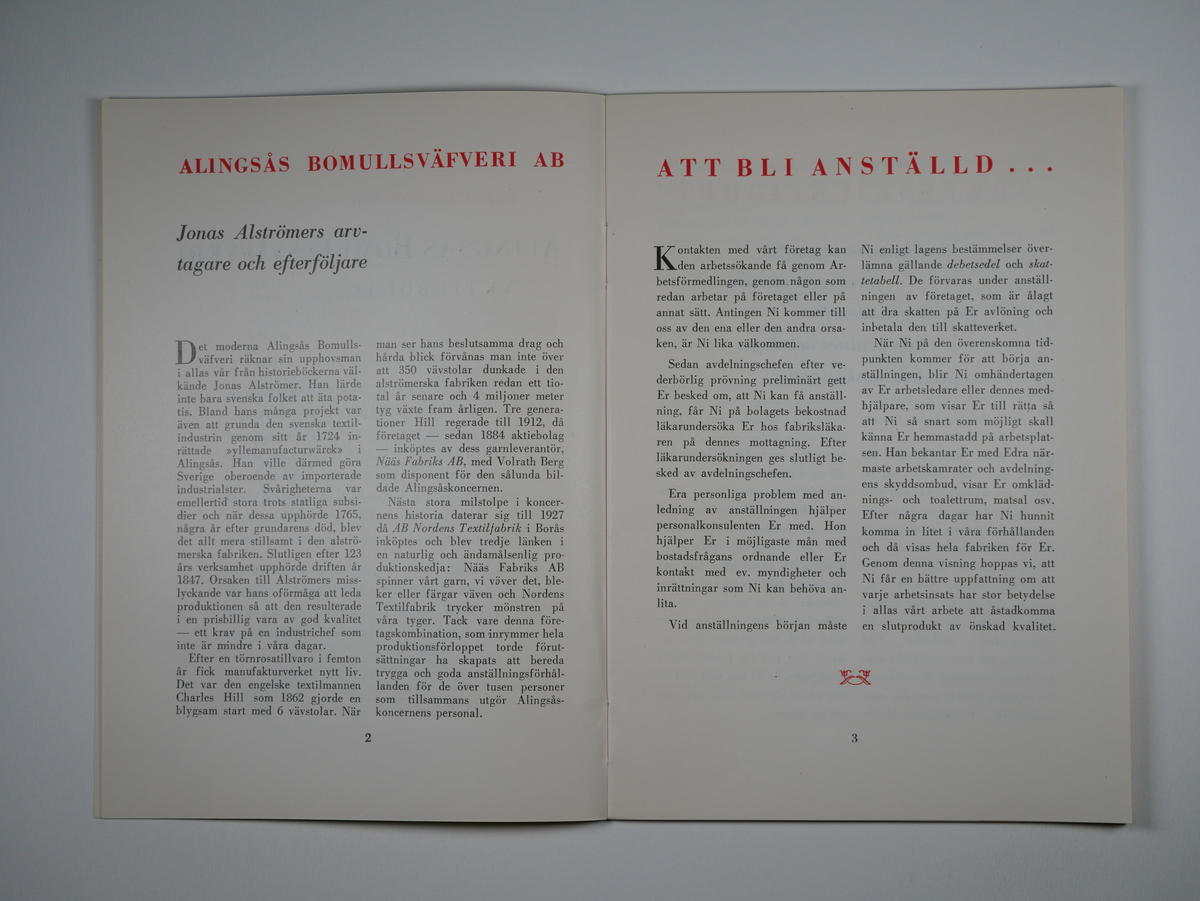 ALINGSÅS BOMULLSVÄFVERI AB
Jonas Alströmers arv-
tagare och efterföljare
Det moderna Alingsås Bomulls-
väfveri räknar sin upphovsman
i allas vår från historieböckerna väl-
kände Jonas Alströmer. Han lärde
inte bara svenska folket att äta pota-
tis. Bland hans många projekt var
även att grunda den svenska textil-
industrin genom sitt år 1724 in-
rättade »yllemanufacturwärck» i
Alingsås. Han ville därmed göra
Sverige oberoende av importerade
industrialster. Svårigheterna var
emellertid stora trots statliga subsi-
dier och när dessa upphörde 1765,
några år efter grundarens död, blev
det allt mera stillsamt i den alströ-
merska fabriken. Slutligen efter 123
års verksamhet upphörde driften år
1847. Orsaken till Alströmers miss-
lyckande var hans oförmåga att leda
produktionen så att den resulterade
i en prisbillig vara av god kvalitet
— ett krav på en industrichef som
inte är mindre i våra dagar.
Efter en törnrosatillvaro i femton
år fick manufakturverket nytt liv.
Det var den engelske textilmannen
Charles Hill som 1862 gjorde en
blygsam start med 6 vävstolar. När
man ser hans beslutsamma drag och
hårda blick förvånas man inte över
att 350 vävstolar dunkade i den
alströmerska fabriken redan ett tio-
tal år senare och 4 miljoner meter
tyg växte fram årligen. Tre genera-
tioner Hill regerade till 1912, då
företaget — sedan 1884 aktiebolag
— inköptes av dess garnleverantör,
Nääs Fabriks AB, med Volrath Berg
som disponent för den sålunda bil-
dade Alingsåskoncernen.
Nästa stora milstolpe i koncer-
nens historia daterar sig till 1927
då AB Nordens Textilfabrik i Borås
inköptes och blev tredje länken i
en naturlig och ändamålsenlig pro-
duktionskedja: Nääs Fabriks AB
spinner vårt garn, vi väver det, ble-
ker eller färgar väven och Nordens
Textilfabrik trycker mönstren på
våra tyger. Tack vare denna före-
tagskombination, som inrymmer hela
produktionsförloppet torde förut-
sättningar ha skapats att bereda
trygga och goda anställningsförhål-
landen för de över tusen personer
som tillsammans utgör Alingsås-
koncernens personal.
2
ATT BLI ANSTÄLLD...
Kontakten med vårt företag kan
den arbetssökande få genom Ar-
betsförmedlingen, genom någon som
redan arbetar på företaget eller på
annat sätt. Antingen Ni kommer till
oss av den ena eller den andra orsa-
ken, är Ni lika välkommen.
Sedan avdelningschefen efter ve-
derbörlig prövning preliminärt gett
Er besked om, att Ni kan få anställ-
ning, får Ni på bolagets bekostnad
läkarundersöka Er hos fabriksläka-
ren på dennes mottagning. Efter
läkarundersökningen ges slutligt be-
sked av avdelningschefen.
Era personliga problem med an-
ledning av anställningen hjälper
personalkonsulenten Er med. Hon
hjälper Er i möjligaste mån med
bostadsfrågans ordnande eller Er
kontakt med ev. myndigheter och
inrättningar som Ni kan behöva an-
lita.
Vid anställningens början måste
Ni enligt lagens bestämmelser över-
lämna gällande debetsedel och skat-
tetabell. De förvaras under anställ-
ningen av företaget, som är ålagt
att dra skatten på Er avlöning och
inbetala den till skatteverket.
När Ni på den överenskomna tid-
punkten kommer för att börja an-
ställningen, blir Ni omhändertagen
av Er arbetsledare eller dennes med-
hjälpare, som visar Er till rätta så
att Ni så snart som möjligt skall
känna Er hemmastadd på arbetsplat-
sen. Han bekantar Er med Edra när-
maste arbetskamrater och avdelning-
ens skyddsombud, visar Er omkläd-
nings- och toalettrum, matsal osv.
Efter några dagar har Ni hunnit
komma in litet i våra förhållanden
och då visas hela fabriken för Er.
Genom denna visning hoppas vi, att
Ni får en bättre uppfattning om att
varje arbetsinsats har stor betydelse
i allas vårt arbete att åstadkomma
en slutprodukt av önskad kvalitet.
3